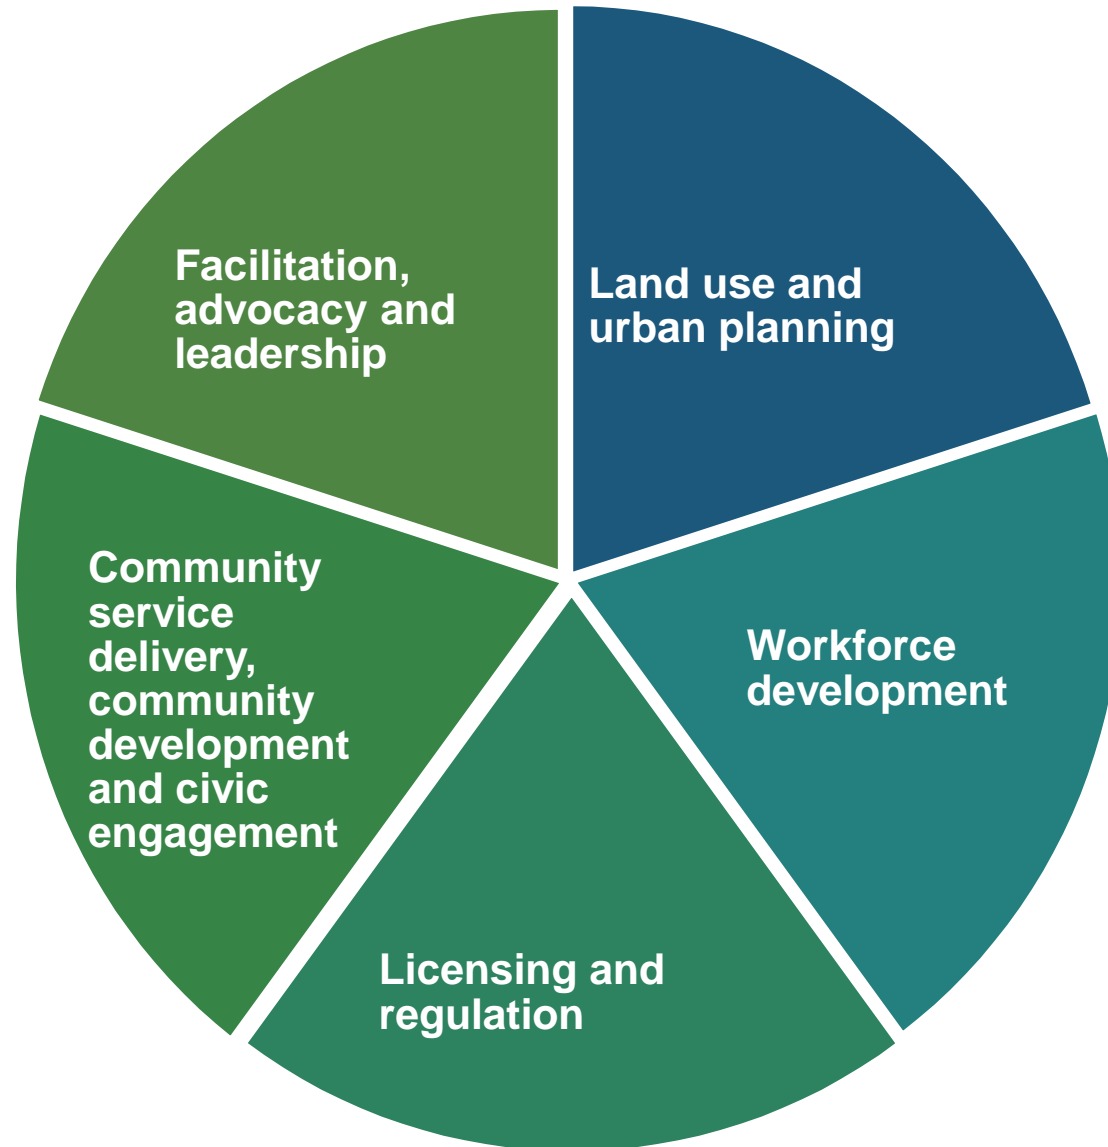 Facilitation,
advocacy and
leadership
Land use and
urban planning
Community
service
delivery,
community
development
and civic
engagement
Workforce
development
Licensing and
regulation